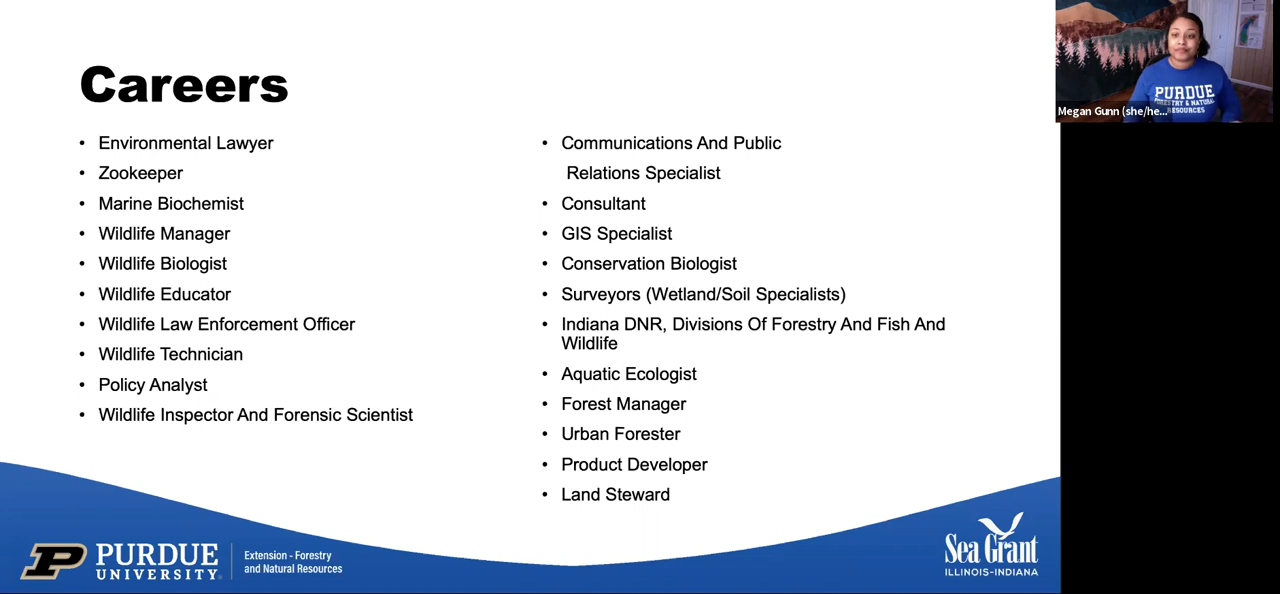 Careers
• Environmental Lawyer
• Zookeeper
• Marine Biochemist
• Wildlife Manager
• Wildlife Biologist
• Wildlife Educator
• Wildlife Law Enforcement Officer
• Wildlife Technician
• Policy Analyst
• Wildlife Inspector And Forensic Scientist
• Communications And Public
Relations Specialist
• Consultant
• GIS Specialist
• Conservation Biologist
• Surveyors (Wetland/Soil Specialists)
• Indiana DNR, Divisions Of Forestry And Fish And
Wildlife
• Aquatic Ecologist
• Forest Manager
• Urban Forester
• Product Developer
• Land Steward
PURDUE
FORESTRY & NATURAL
RESOURCES
Megan Gunn (she/he...
P PURDUE
UNIVERSITY
Extension - Forestry
and Natural Resources
Sea Grant
ILLINOIS-INDIANA